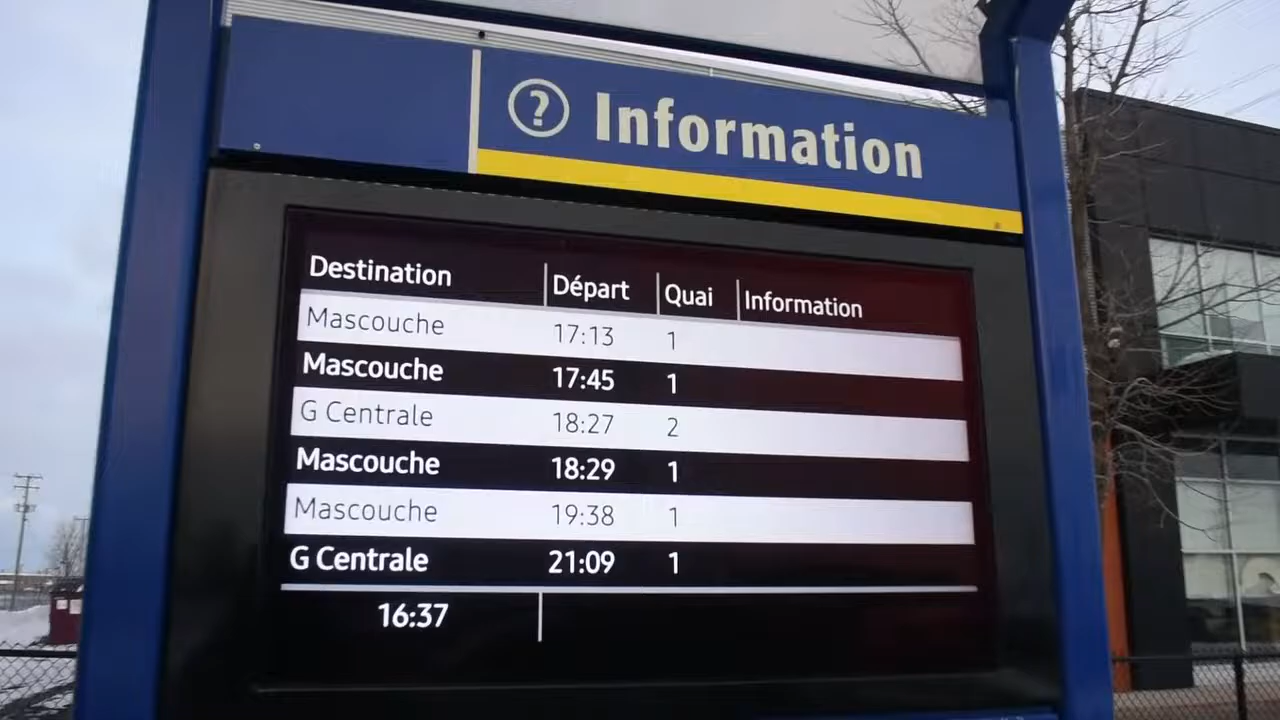 ? Information
Destination Départ Quai Information
Mascouche 17:13 1
Mascouche 17:45 1
G Centrale 18:27 2
Mascouche 18:29 1
Mascouche 19:38 1
G Centrale 21:09 1
16:37